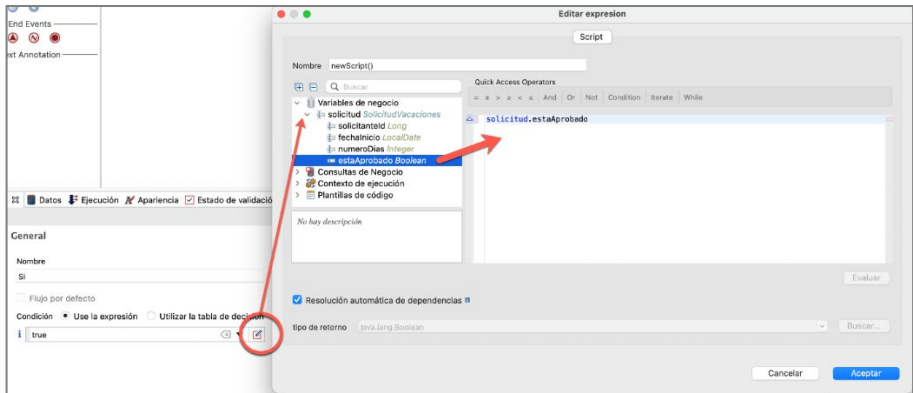 End Events
ext Annotation
Datos Ejecución Apariencia Estado de validació
General
Nombre
Si
Flujo por defecto
Condición Use la expresión Utilizar la tabla de decisión
true
Editar expresion
Script
Nombre newScript()
Buscar
Variables de negocio
solicitud SolicitudVacaciones
solicitanteId Long
fechaInicio LocalDate
numeroDias Integer
estaAprobado Boolean
Consultas de Negocio
Contexto de ejecución
Plantillas de código
No hay descripción
Quick Access Operators
= ≠ > ≥ < ≤ And Or Not Condition Iterate While
solicitud.estaAprobado
Evaluar
Resolución automática de dependencias
tipo de retorno java.lang.Boolean Buscar...
Cancelar Aceptar